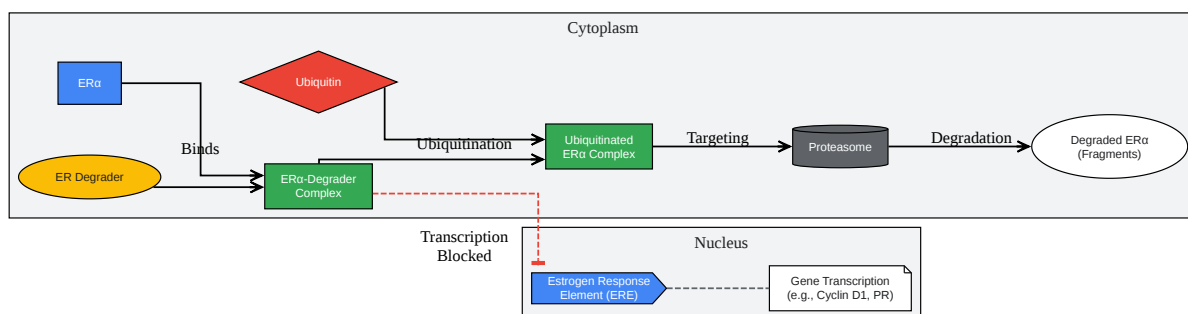 Cytoplasm
ERα
Ubiquitin
Binds
Ubiquitination
Ubiquitinated
ERα Complex
Targeting
Proteasome
Degradation
Degraded ERα
(Fragments)
ER Degrader
ERα-Degrader
Complex
Transcription
Blocked
Nucleus
Estrogen Response
Element (ERE)
Gene Transcription
(e.g., Cyclin D1, PR)